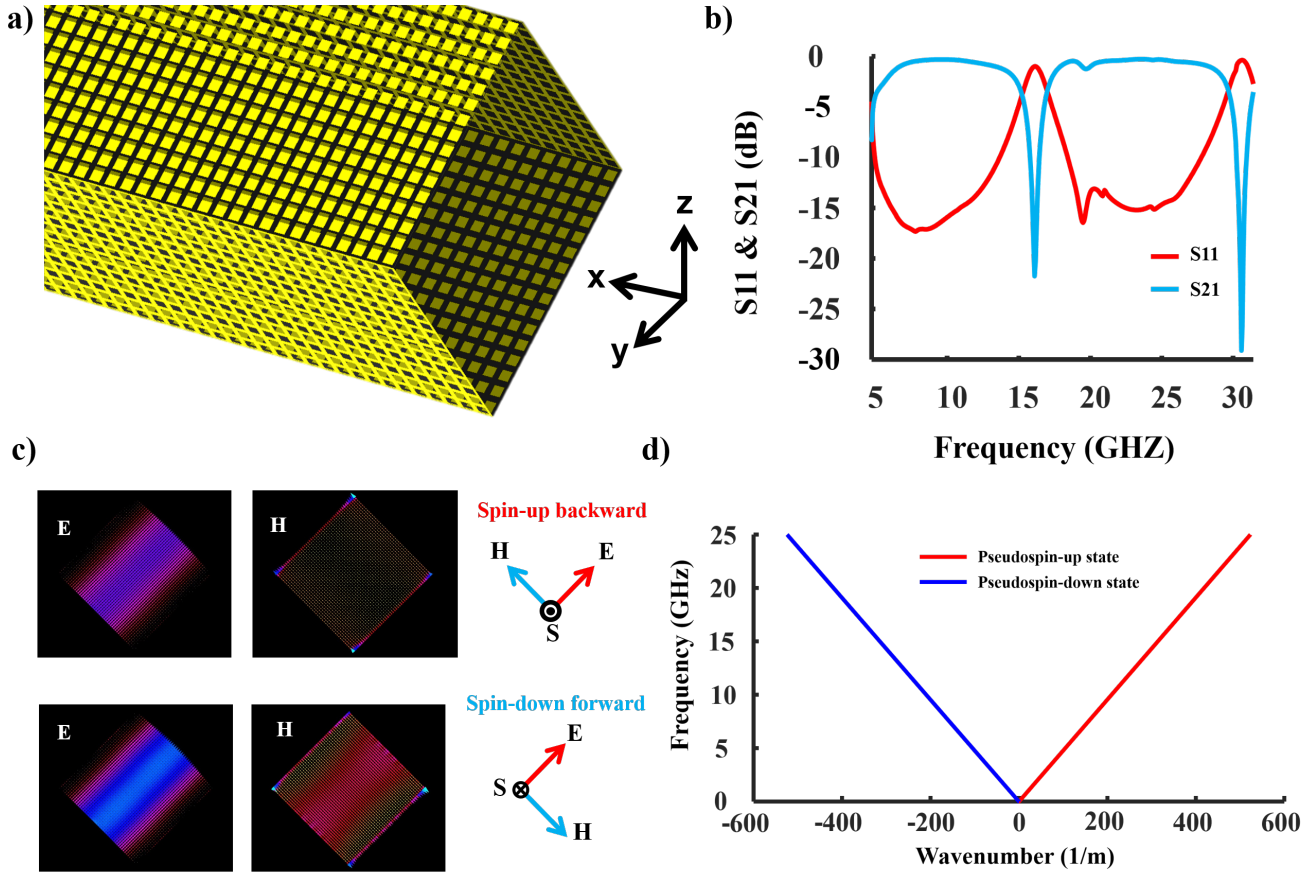 a)
z
x
y
b)
S11 & S21 (dB)
0
-5
-10
-15
-20
-25
-30
S11
S21
5 10 15 20 25 30
Frequency (GHZ)
c)
E
H
Spin-up backward
H
E
S
E
H
Spin-down forward
E
S
H
d)
Frequency (GHz)
25
20
15
10
5
0
Pseudospin-up state
Pseudospin-down state
-600 -400 -200 0 200 400 600
Wavenumber (1/m)